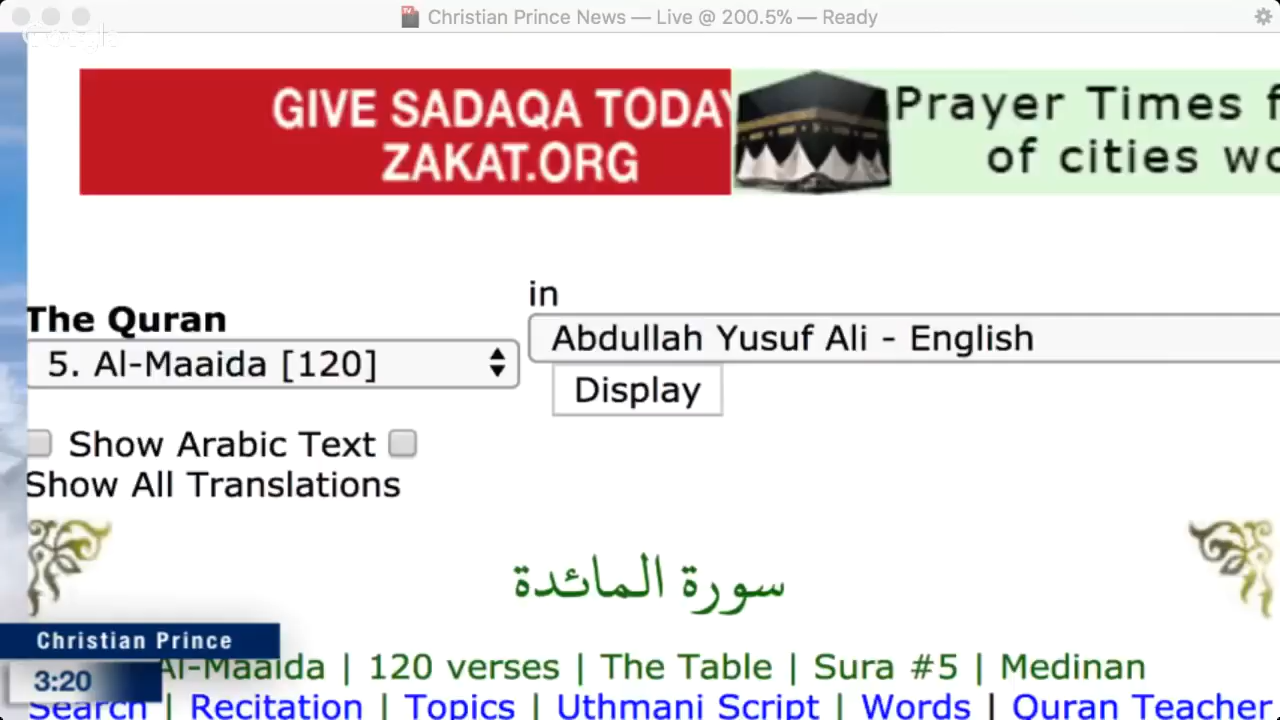 Christian Prince News — Live @ 200.5% — Ready
Google
GIVE SADAQA TODAY
ZAKAT.ORG
Prayer Times f
of cities wo
in
The Quran
Abdullah Yusuf Ali - English
5. Al-Maaida [120]
Display
Show Arabic Text
Show All Translations
سورة المائدة
Christian Prince
Al-Maaida | 120 verses | The Table | Sura #5 | Medinan
3:20
Search | Recitation | Topics | Uthmani Script | Words | Quran Teacher